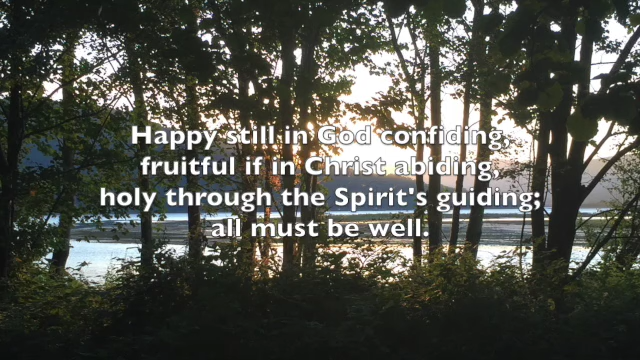 Happy still in God confiding,
fruitful if in Christ abiding,
holy through the Spirit's guiding;
all must be well.